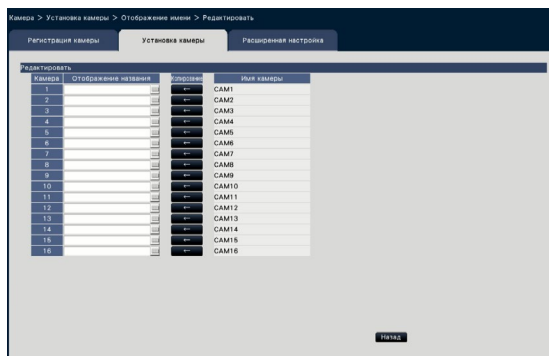 Камера > Установка камеры > Отображение имени > Редактировать
Регистрация камеры Установка камеры Расширенная настройка
Редактировать
Камера Отображение названия Копирование Имя камеры
1 ← CAM1
2 ← CAM2
3 ← CAM3
4 ← CAM4
5 ← CAM5
6 ← CAM6
7 ← CAM7
8 ← CAM8
9 ← CAM9
10 ← CAM10
11 ← CAM11
12 ← CAM12
13 ← CAM13
14 ← CAM14
15 ← CAM15
16 ← CAM16
Назад